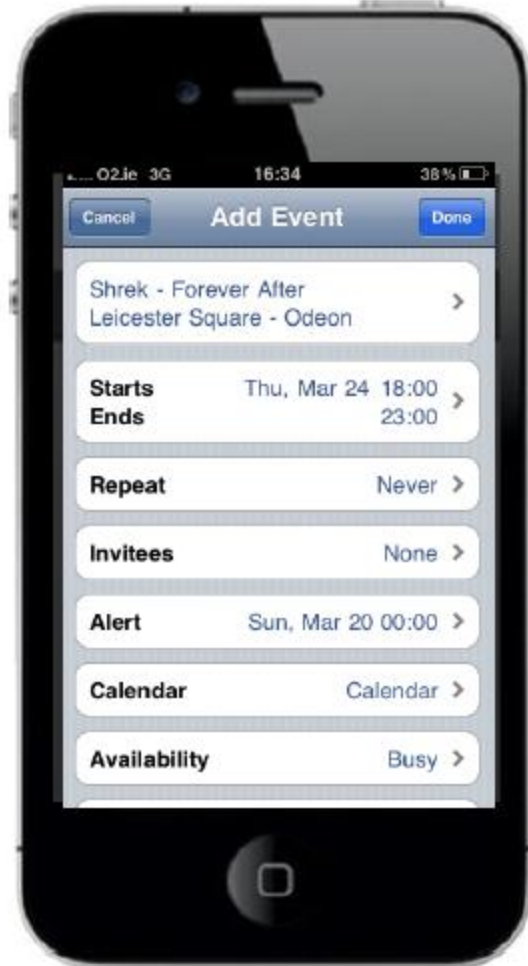 O2.ie 3G 16:34 38%
Cancel Add Event Done
Shrek - Forever After
Leicester Square - Odeon
Starts Thu, Mar 24 18:00
Ends 23:00
Repeat Never
Invitees None
Alert Sun, Mar 20 00:00
Calendar Calendar
Availability Busy